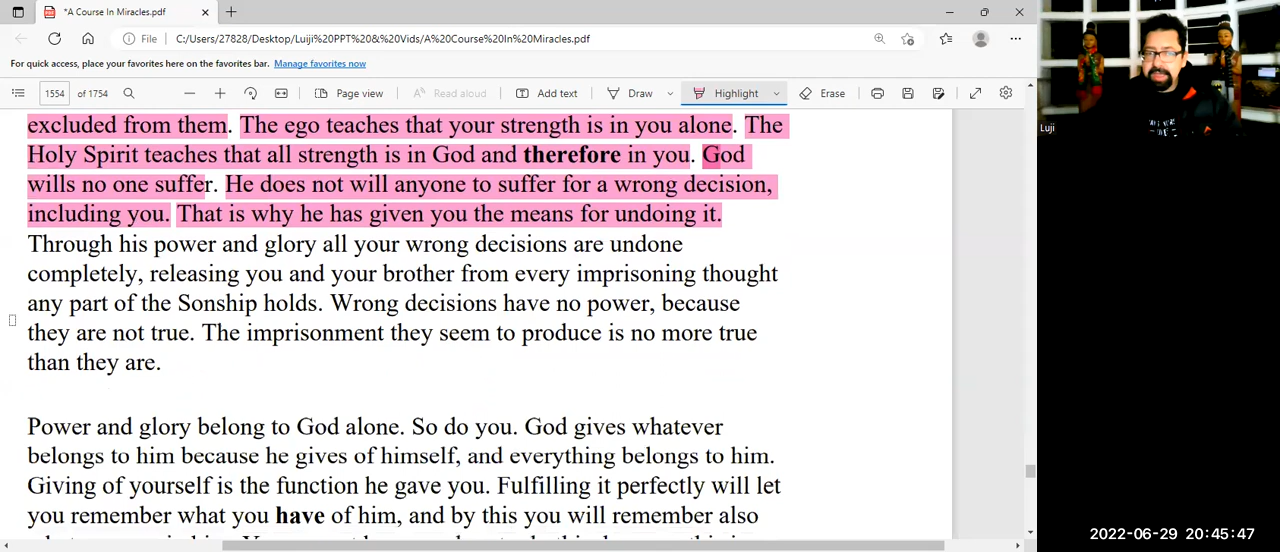 *A Course In Miracles.pdf
File
C:/Users/27828/Desktop/Luiji%20PPT%20&%20Vids/A%20Course%20In%20Miracles.pdf
For quick access, place your favorites here on the favorites bar. Manage favorites now
1554 of 1754
Page view
Read aloud
Add text
Draw
Highlight
Erase
excluded from them. The ego teaches that your strength is in you alone. The
Holy Spirit teaches that all strength is in God and therefore in you. God
wills no one suffer. He does not will anyone to suffer for a wrong decision,
including you. That is why he has given you the means for undoing it.
Through his power and glory all your wrong decisions are undone
completely, releasing you and your brother from every imprisoning thought
any part of the Sonship holds. Wrong decisions have no power, because
they are not true. The imprisonment they seem to produce is no more true
than they are.
Power and glory belong to God alone. So do you. God gives whatever
belongs to him because he gives of himself, and everything belongs to him.
Giving of yourself is the function he gave you. Fulfilling it perfectly will let
you remember what you have of him, and by this you will remember also
Luji
2022-06-29 20:45:47